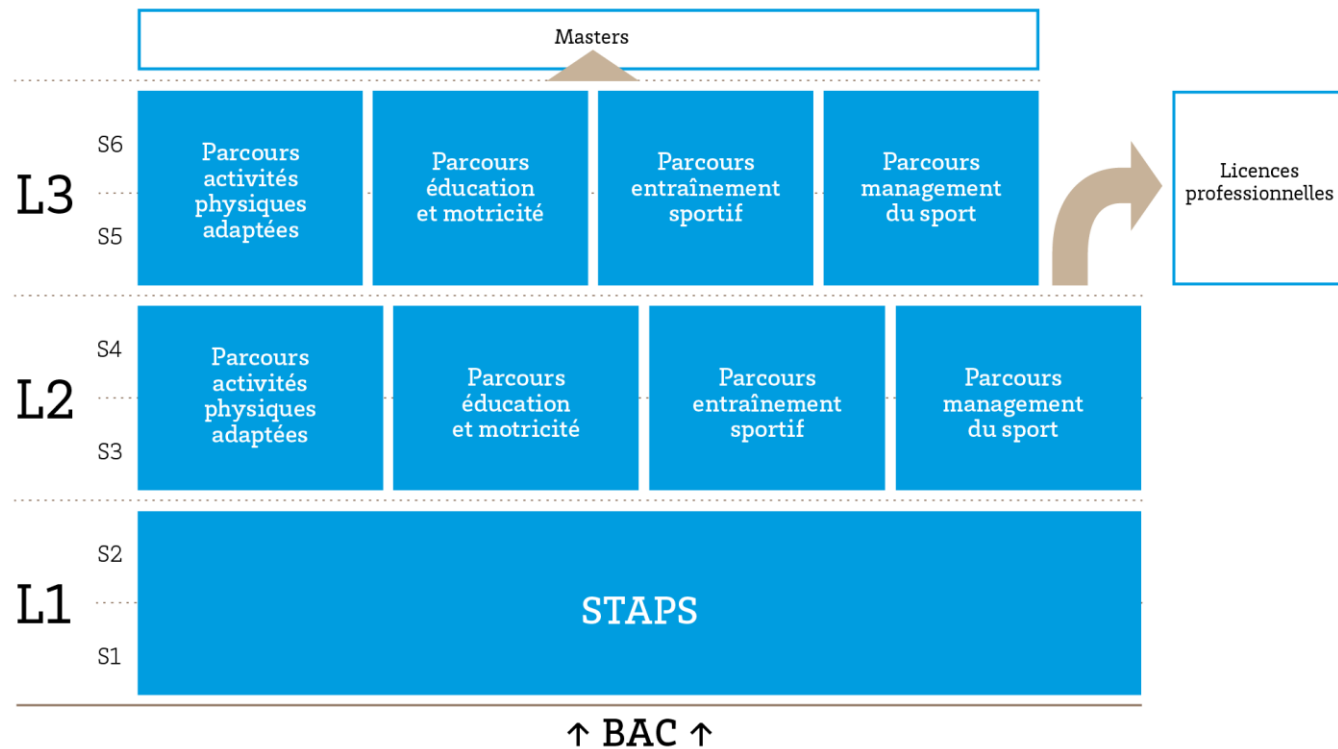 Masters
L3
S6
S5
Parcours
activités
physiques
adaptées
Parcours
éducation
et motricité
Parcours
entraînement
sportif
Parcours
management
du sport
Licences
professionnelles
L2
S4
S3
Parcours
activités
physiques
adaptées
Parcours
éducation
et motricité
Parcours
entraînement
sportif
Parcours
management
du sport
L1
S2
S1
STAPS
↑ BAC ↑